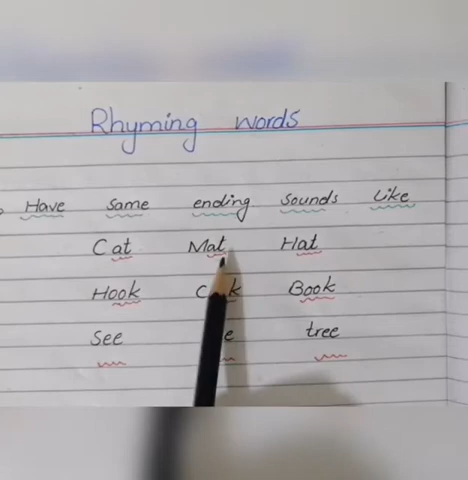 Rhyming words
Have same ending sounds Like
Cat Mat Hat
Hook Book
See tree